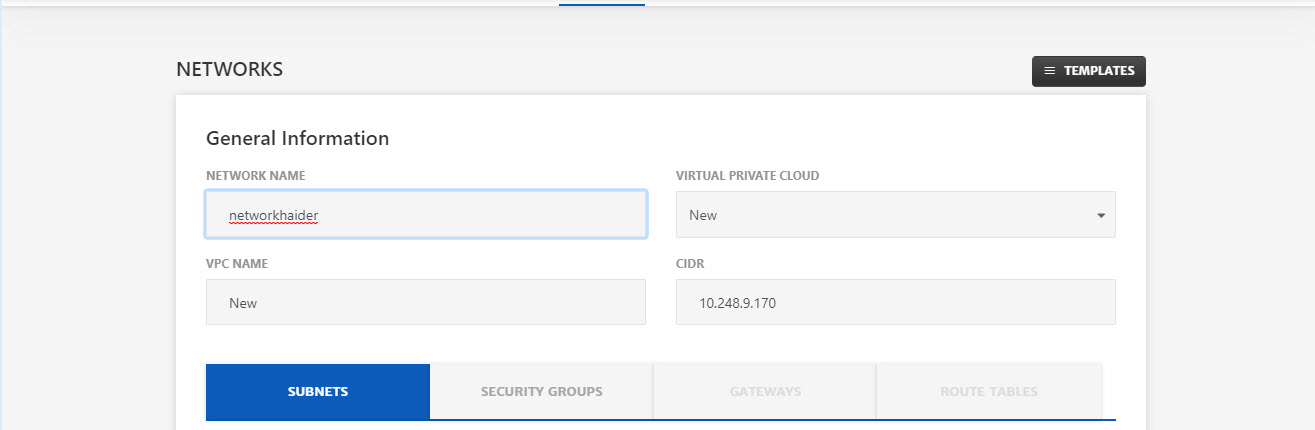 NETWORKS
TEMPLATES
General Information
NETWORK NAME
VIRTUAL PRIVATE CLOUD
networkhaider
New
VPC NAME
CIDR
New
10.248.9.170
SUBNETS
SECURITY GROUPS
GATEWAYS
ROUTE TABLES